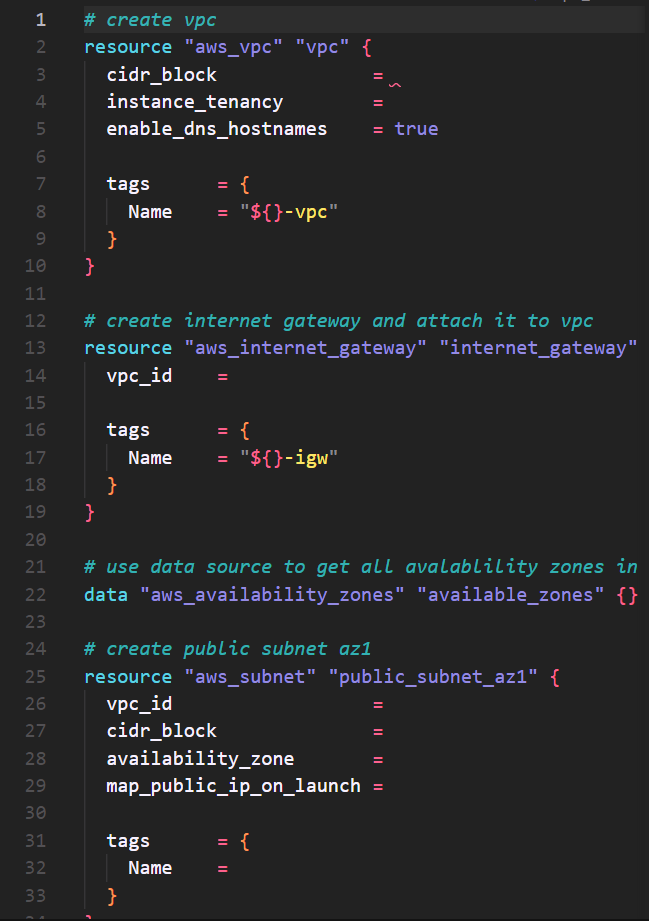 1 # create vpc
2 resource "aws_vpc" "vpc" {
3 cidr_block =
4 instance_tenancy =
5 enable_dns_hostnames = true
6
7 tags = {
8 Name = "${}-vpc"
9 }
10 }
11
12 # create internet gateway and attach it to vpc
13 resource "aws_internet_gateway" "internet_gateway"
14 vpc_id =
15
16 tags = {
17 Name = "${}-igw"
18 }
19 }
20
21 # use data source to get all avalablility zones in
22 data "aws_availability_zones" "available_zones" {}
23
24 # create public subnet az1
25 resource "aws_subnet" "public_subnet_az1" {
26 vpc_id =
27 cidr_block =
28 availability_zone =
29 map_public_ip_on_launch =
30
31 tags = {
32 Name =
33 }